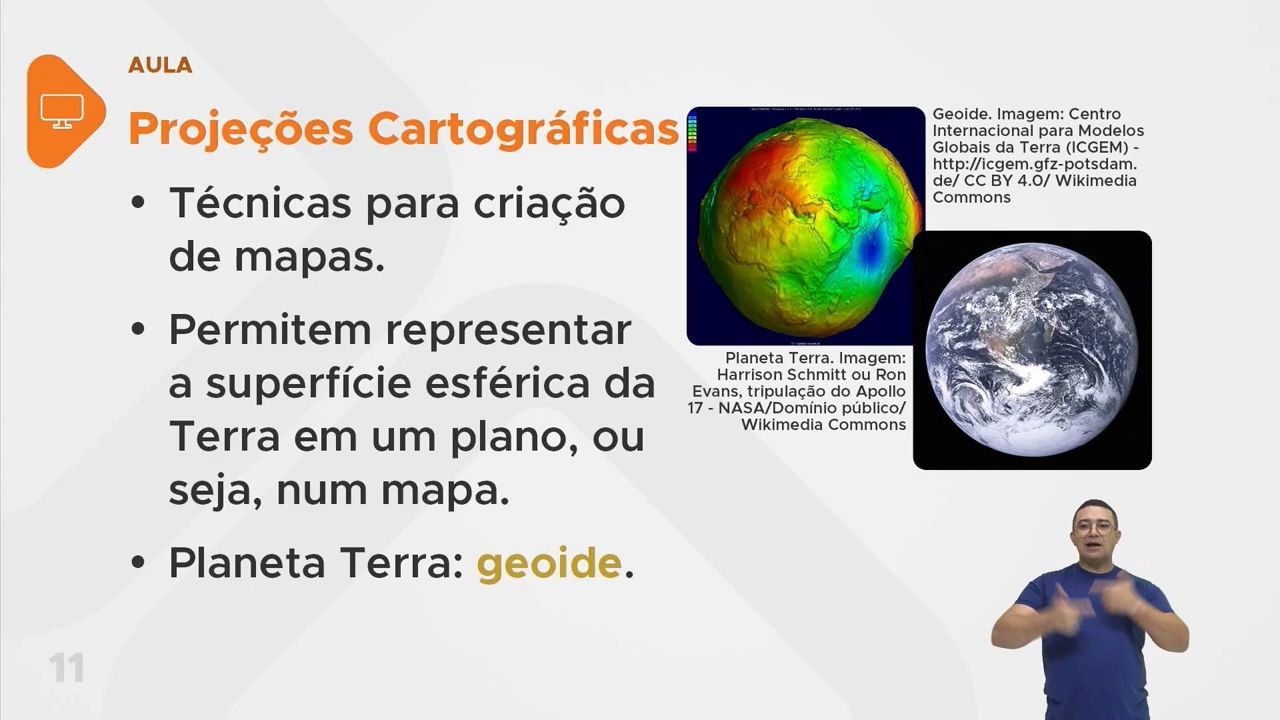 AULA
Projeções Cartográficas
• Técnicas para criação
de mapas.
• Permitem representar
a superfície esférica da
Terra em um plano, ou
seja, num mapa.
• Planeta Terra: geoide.
Geoide. Imagem: Centro
Internacional para Modelos
Globais da Terra (ICGEM) -
http://icgem.gfz-potsdam.
de/ CC BY 4.0/ Wikimedia
Commons
Planeta Terra. Imagem:
Harrison Schmitt ou Ron
Evans, tripulação do Apollo
17 - NASA/Domínio público/
Wikimedia Commons
11